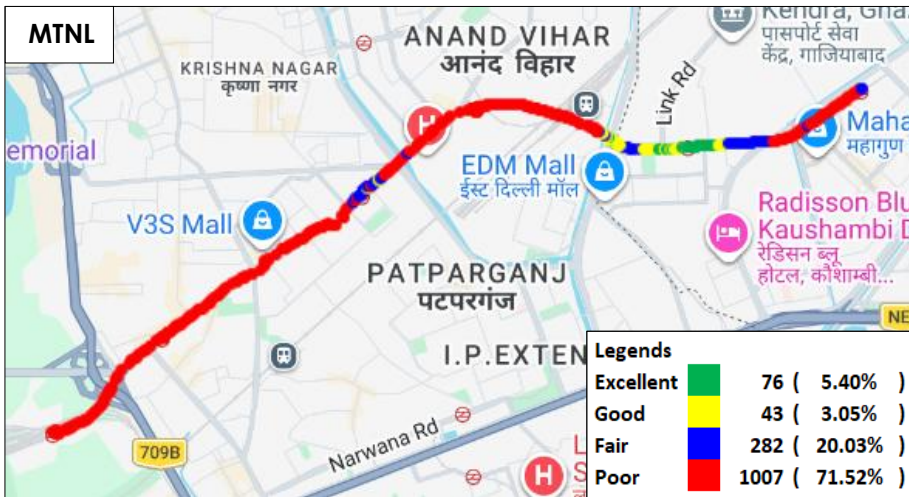 MTNL
ANAND VIHAR
आनंद विहार
KRISHNA NAGAR
कृष्णा नगर
Kendra, Gha
पासपोर्ट सेवा
केंद्र, गाजियाबाद
Link Rd
H
Maha
महागुण
emorial
EDM Mall
ईस्ट दिल्ली मॉल
V3S Mall
Radisson Blu
Kaushambi D
रेडिसन ब्लू
होटल, कौशाम्बी...
PATPARGANJ
पटपरगंज
NE
I.P.EXTEN
709B
Narwana Rd
H
L
S
Legends
Excellent 76 ( 5.40% )
Good 43 ( 3.05% )
Fair 282 ( 20.03% )
Poor 1007 ( 71.52% )